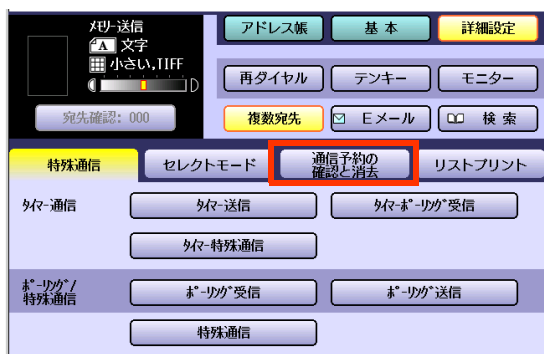 ﾒﾓﾘｰ送信
A 文字
小さい,TIFF
D
宛先確認: 000
アドレス帳
基本
詳細設定
再ダイヤル
テンキー
モニター
複数宛先
Eメール
検索
特殊通信
セレクトモード
通信予約の
確認と消去
リストプリント
ﾀｲﾏｰ通信
ﾀｲﾏｰ送信
ﾀｲﾏｰﾎﾟｰﾘﾝｸﾞ受信
ﾀｲﾏｰ特殊通信
ﾎﾟｰﾘﾝｸﾞ/
特殊通信
ﾎﾟｰﾘﾝｸﾞ受信
ﾎﾟｰﾘﾝｸﾞ送信
特殊通信